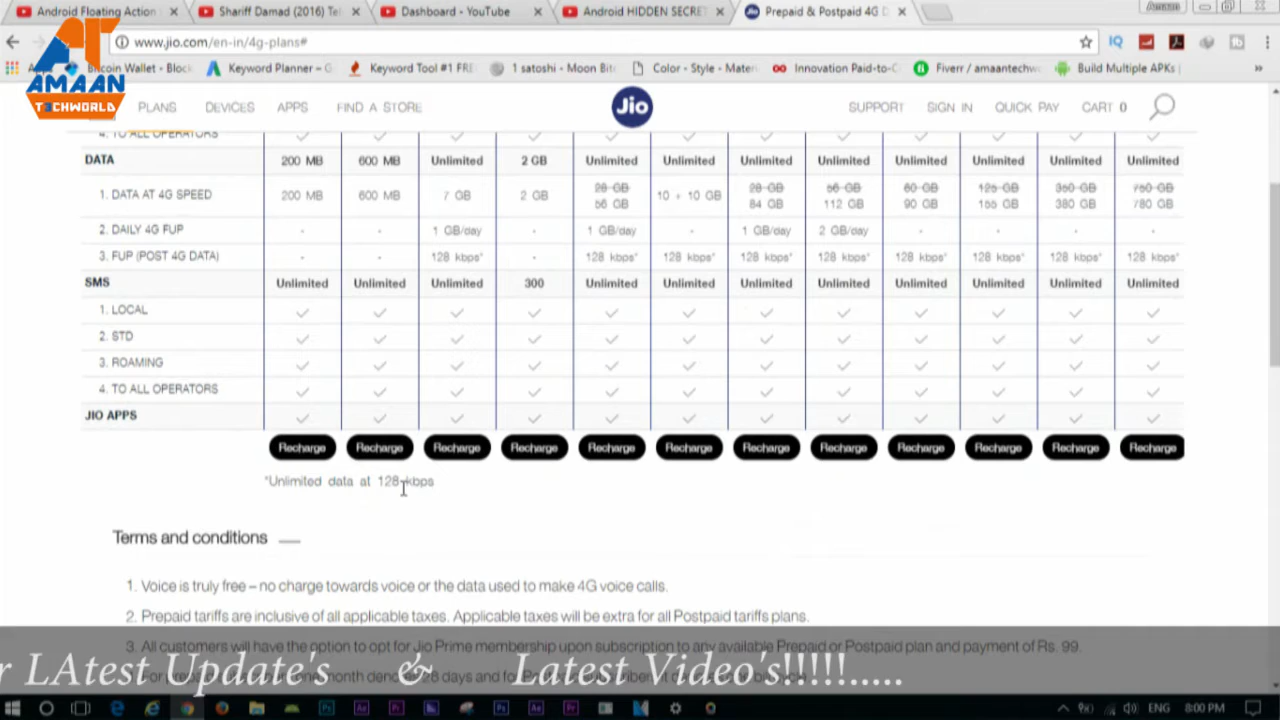 Android Floating Action
Shariff Damad (2016) Tel
Dashboard - YouTube
Android HIDDEN SECRE
Prepaid & Postpaid 4G D
www.jio.com/en-in/4g-plans#
Bitcoin Wallet - Block
Keyword Planner – G
Keyword Tool #1 FRE
1 satoshi - Moon Bit
Color - Style - Mater
Innovation Paid-to-C
Fiverr / amaantechw
Build Multiple APKs
AMAAN
T3CHWORLD
PLANS DEVICES APPS FIND A STORE Jio SUPPORT SIGN IN QUICK PAY CART 0
4. TO ALL OPERATORS
DATA 200 MB 600 MB Unlimited 2 GB Unlimited Unlimited Unlimited Unlimited Unlimited Unlimited Unlimited Unlimited
28 GB 28 GB 56 GB 60 GB 125 GB 350 GB 750 GB
1. DATA AT 4G SPEED 200 MB 600 MB 7 GB 2 GB 56 GB 10 + 10 GB 84 GB 112 GB 90 GB 155 GB 380 GB 780 GB
2. DAILY 4G FUP - - 1 GB/day - 1 GB/day - 1 GB/day 2 GB/day - - - -
3. FUP (POST 4G DATA) - - 128 kbps* - 128 kbps* 128 kbps* 128 kbps* 128 kbps* 128 kbps* 128 kbps* 128 kbps* 128 kbps*
SMS Unlimited Unlimited Unlimited 300 Unlimited Unlimited Unlimited Unlimited Unlimited Unlimited Unlimited Unlimited
1. LOCAL
2. STD
3. ROAMING
4. TO ALL OPERATORS
JIO APPS
Recharge Recharge Recharge Recharge Recharge Recharge Recharge Recharge Recharge Recharge Recharge Recharge
*Unlimited data at 128 kbps
Terms and conditions
1. Voice is truly free – no charge towards voice or the data used to make 4G voice calls.
2. Prepaid tariffs are inclusive of all applicable taxes. Applicable taxes will be extra for all Postpaid tariffs plans.
3. All customers will have the option to opt for Jio Prime membership upon subscription to any available Prepaid or Postpaid plan and payment of Rs. 99.
r LAtest Update's & Latest Video's!!!!!.....
ENG 8:00 PM